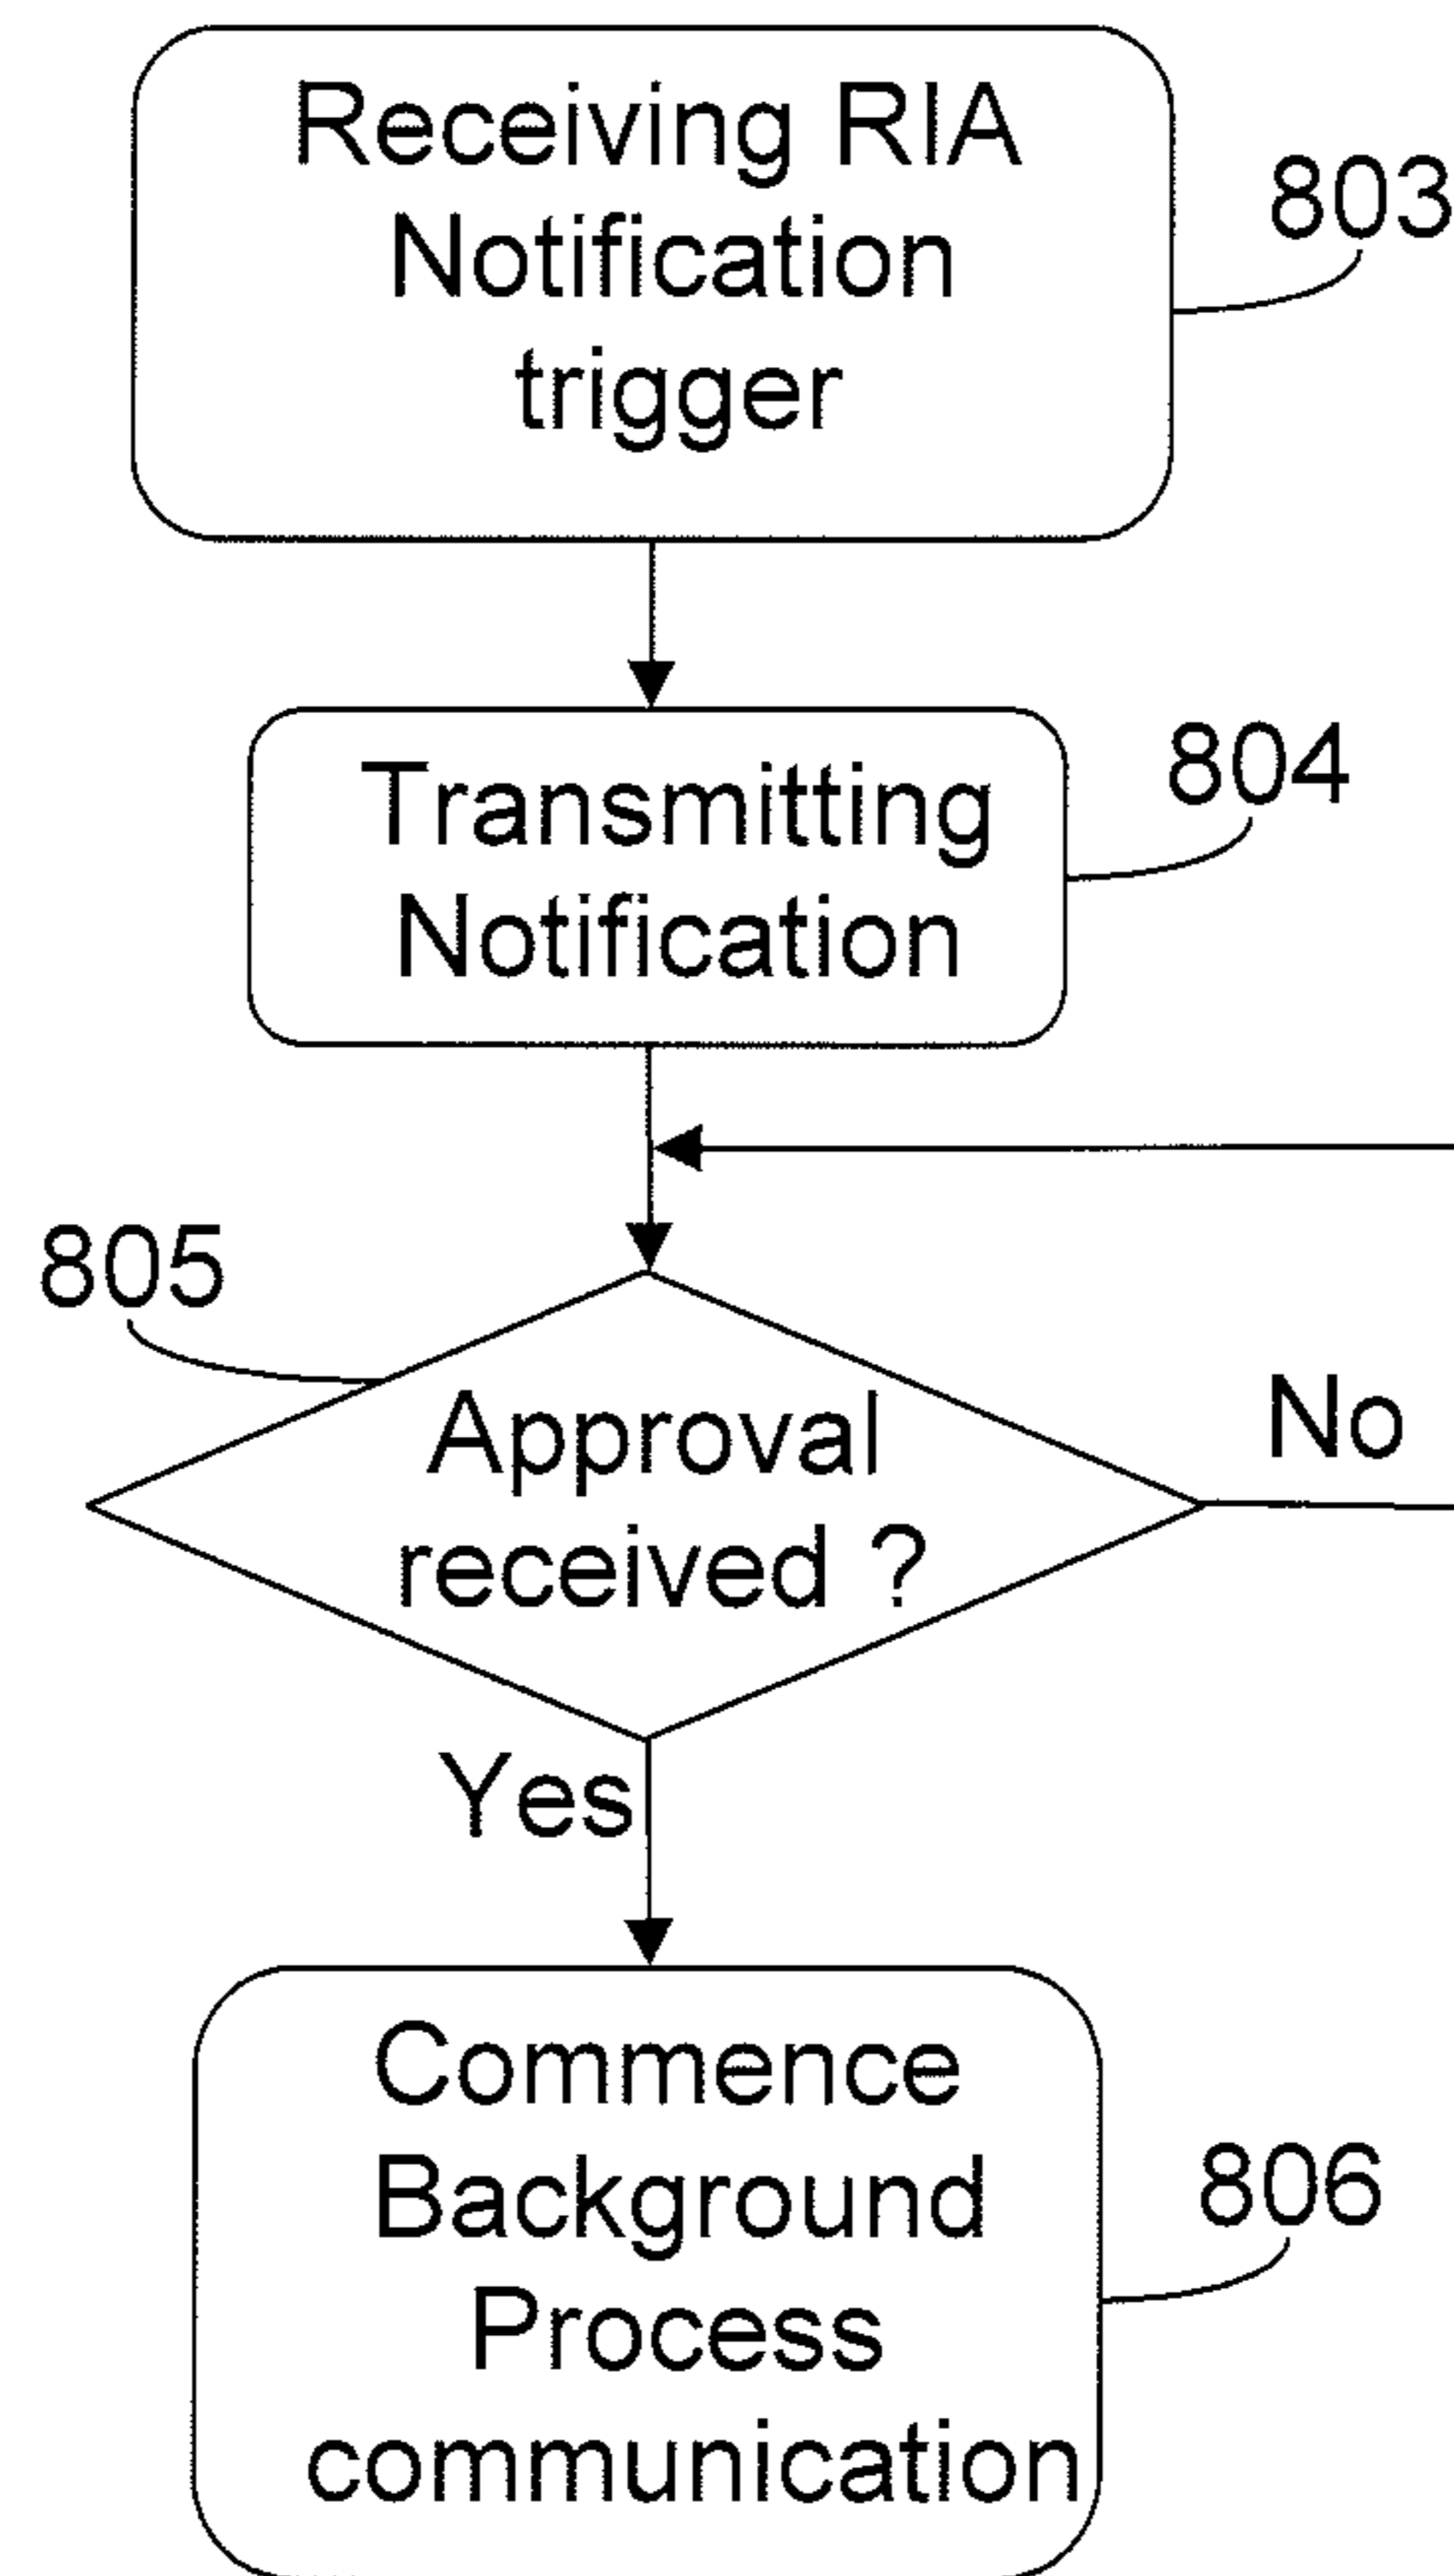 Receiving RIA
Notification
trigger
803
Transmitting
Notification
804
805
Approval
received ?
No
Yes
Commence
Background
Process
communication
806